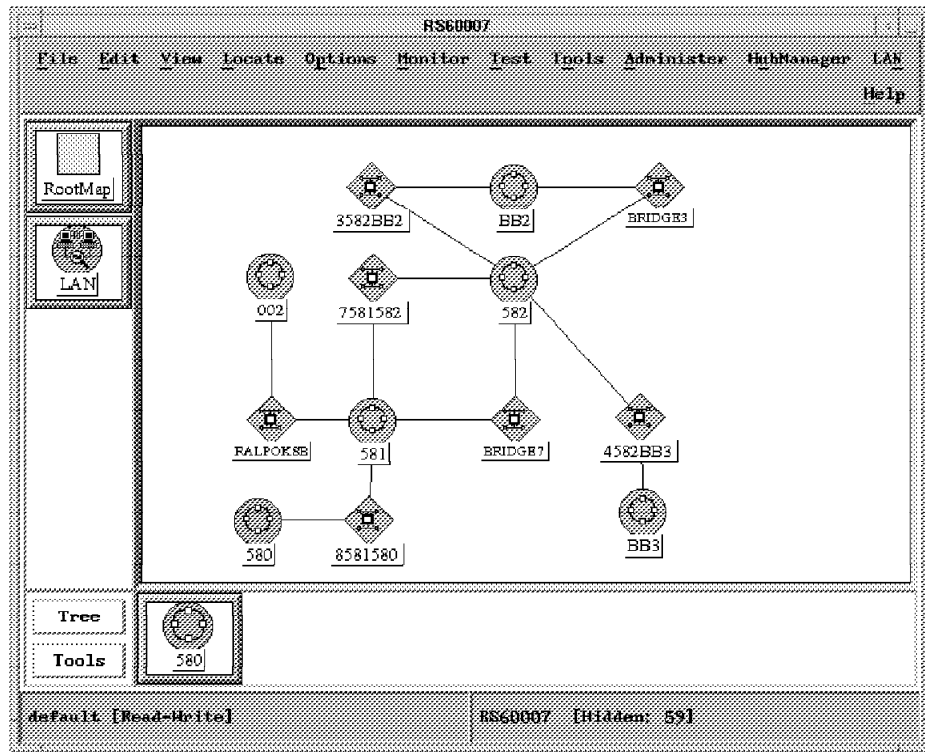 RS60007
File Edit View Locate Options Monitor Test Tools Administer HubManager LAN
Help
RootMap
LAN
3582BB2
BB2
BRIDGE3
002
7581582
582
RALPOK8B
581
BRIDGE7
4582BB3
580
8581580
BB3
Tree
Tools
580
default [Read-Write]
RS60007 [Hidden: 59]